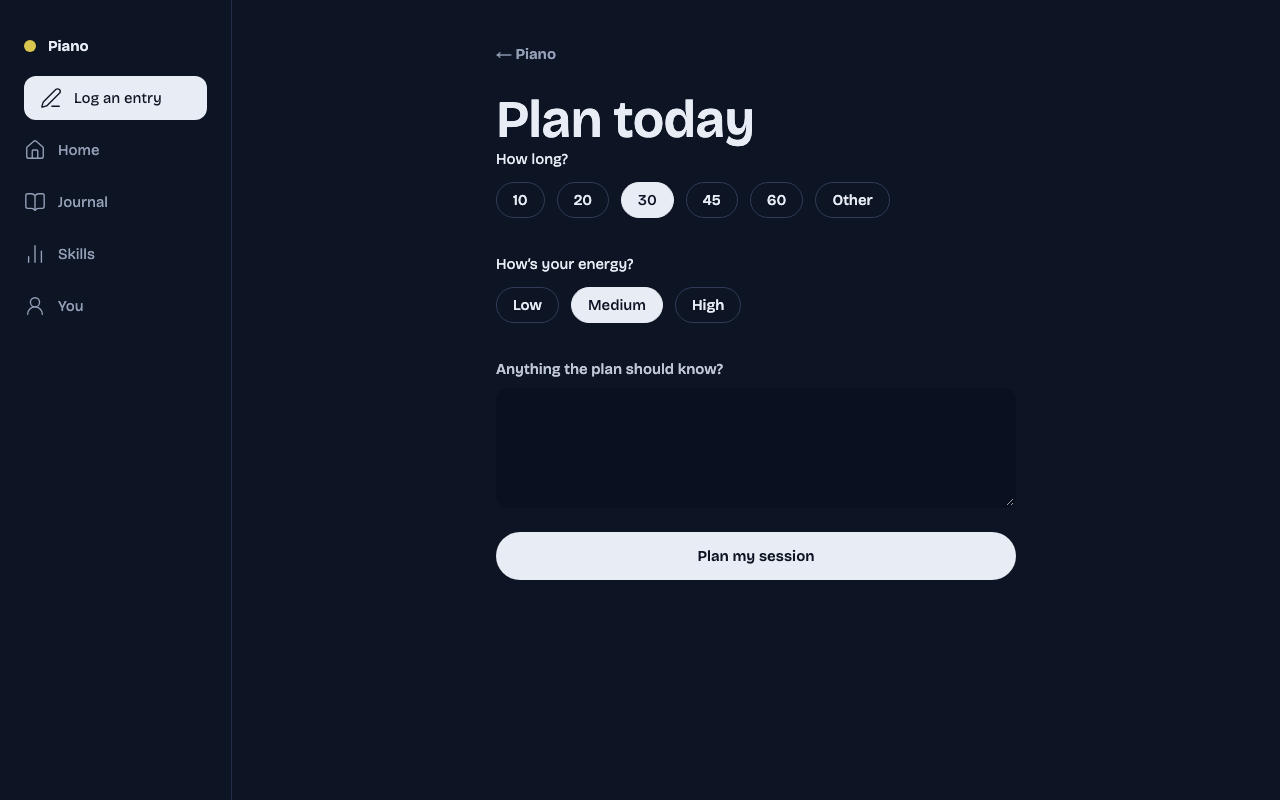 Piano
Log an entry
Home
Journal
Skills
You
← Piano
Plan today
How long?
10 20 30 45 60 Other
How's your energy?
Low Medium High
Anything the plan should know?
Plan my session